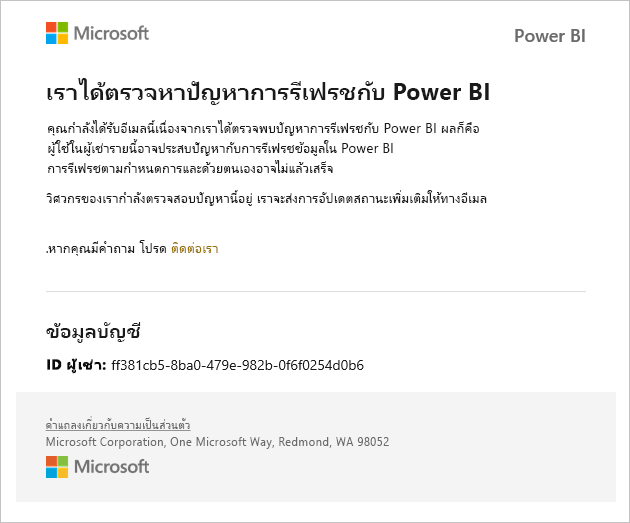 Microsoft
Power BI
เราได้ตรวจหาปัญหาการรีเฟรชกับ Power BI
คุณกำลังได้รับอีเมลนี้เนื่องจากเราได้ตรวจพบปัญหาการรีเฟรชกับ Power BI ผลก็คือ
ผู้ใช้ในผู้เช่ารายนี้อาจประสบปัญหากับการรีเฟรชข้อมูลใน Power BI
การรีเฟรชตามกำหนดการและด้วยตนเองอาจไม่แล้วเสร็จ
วิศวกรของเรากำลังตรวจสอบปัญหานี้อยู่ เราจะส่งการอัปเดตสถานะเพิ่มเติมให้ทางอีเมล
.หากคุณมีคำถาม โปรด ติดต่อเรา
ข้อมูลบัญชี
ID ผู้เช่า: ff381cb5-8ba0-479e-982b-0f6f0254d0b6
คำแถลงเกี่ยวกับความเป็นส่วนตัว
Microsoft Corporation, One Microsoft Way, Redmond, WA 98052
Microsoft